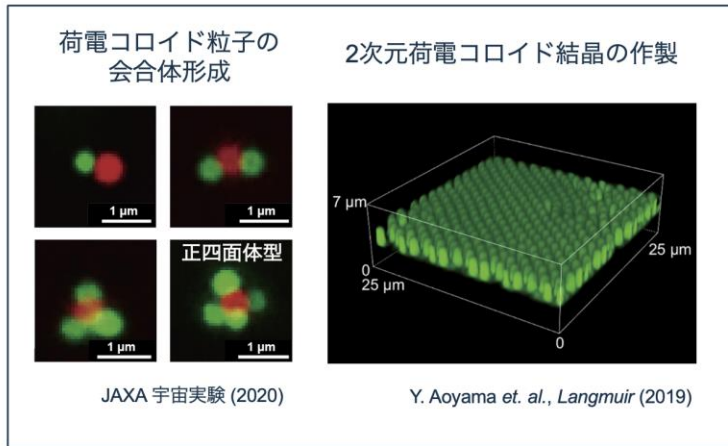 荷電コロイド粒子の
会合体形成
1 μm
1 μm
正四面体型
1 μm
1 μm
JAXA 宇宙実験 (2020)
2次元荷電コロイド結晶の作製
7 μm
0
25 μm
25 μm
0
Y. Aoyama et. al., Langmuir (2019)